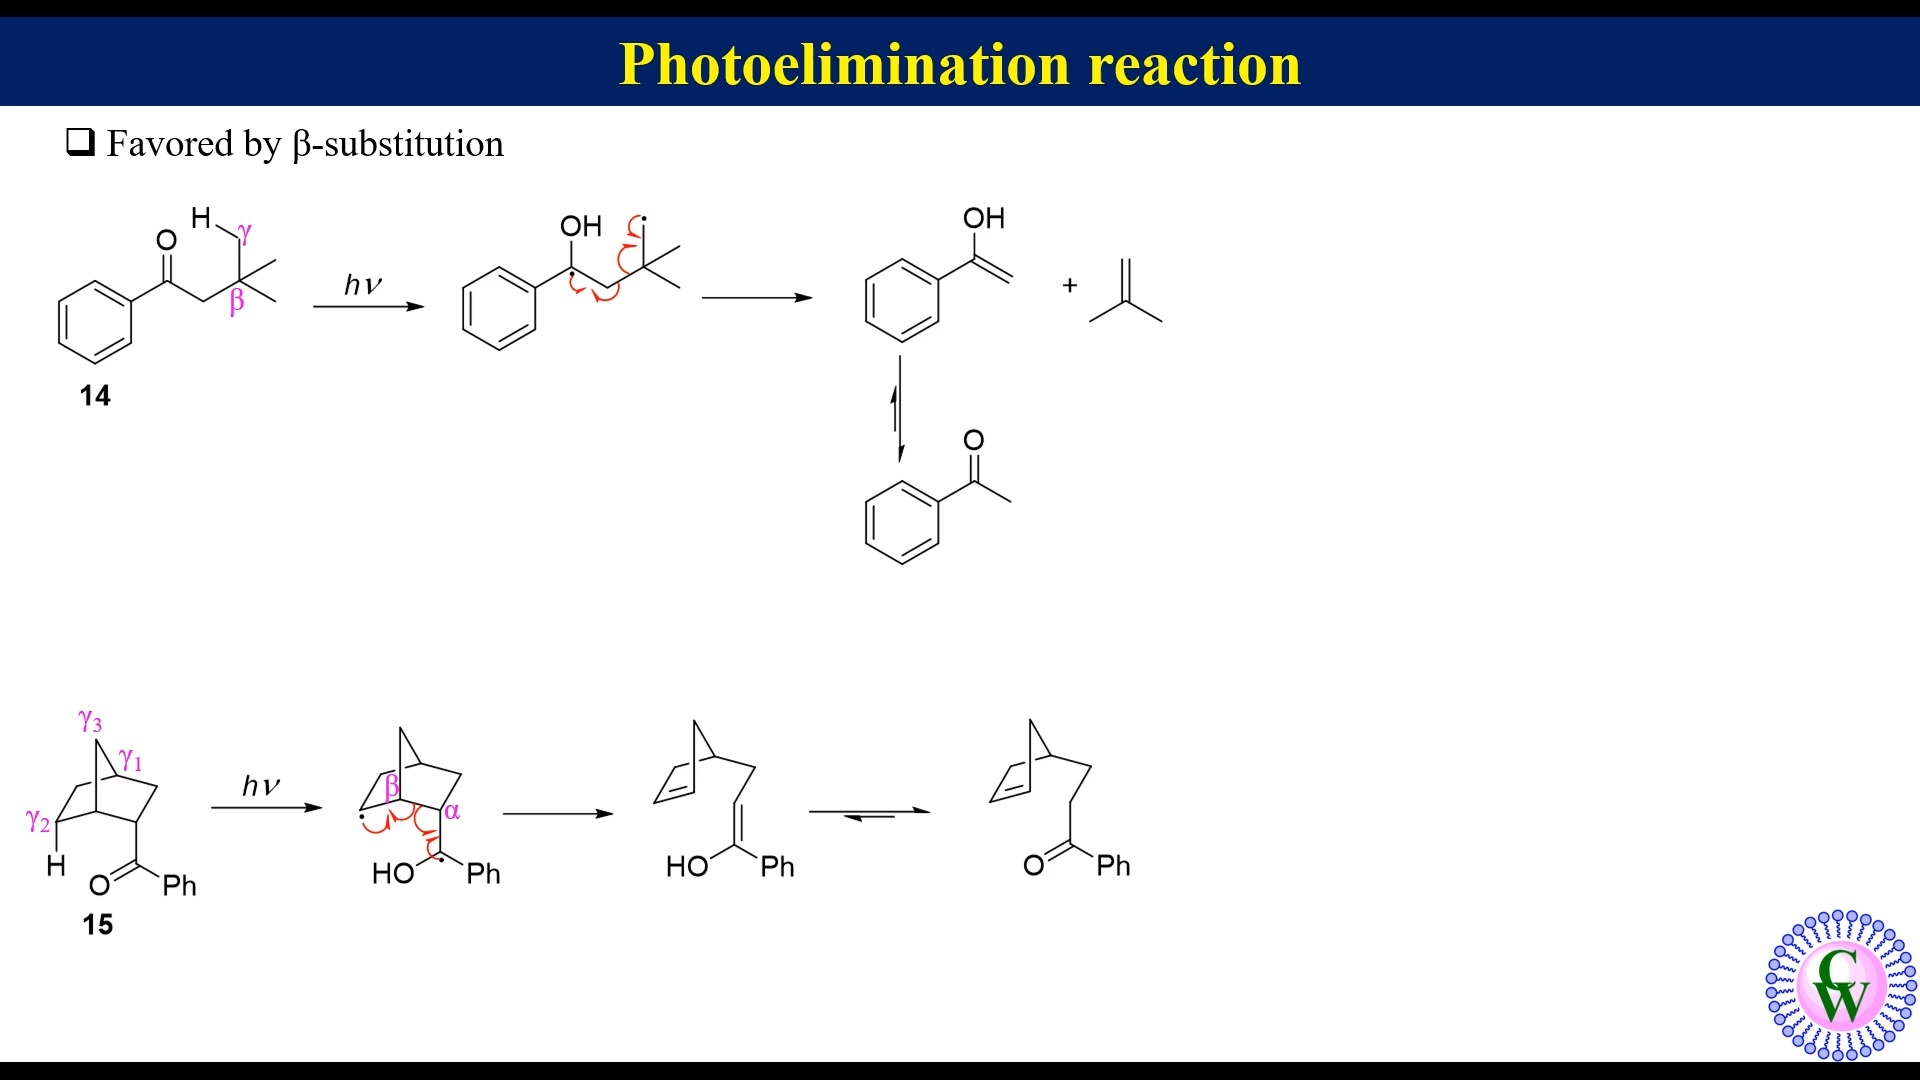 Photoelimination reaction
❑ Favored by β-substitution
H
γ
O
β
hν
OH
OH
+
14
O
γ3
γ1
γ2
H
O
Ph
hν
β
α
HO
Ph
HO
Ph
O
Ph
15
C
W